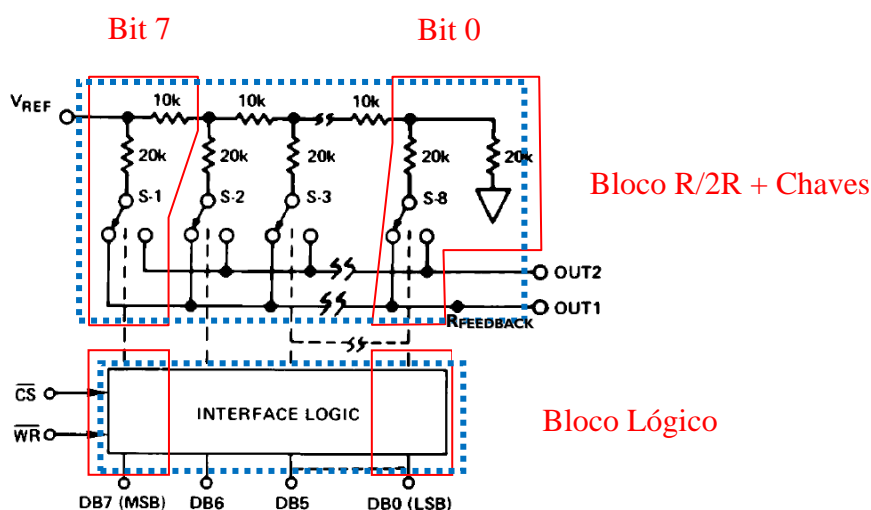 Bit 7 Bit 0
VREF 10k 10k 10k
20k 20k 20k 20k 20k
S-1 S-2 S-3 S-8
Bloco R/2R + Chaves
OUT2
OUT1
RFEEDBACK
CS
INTERFACE LOGIC
WR
Bloco Lógico
DB7 (MSB) DB6 DB5 DB0 (LSB)